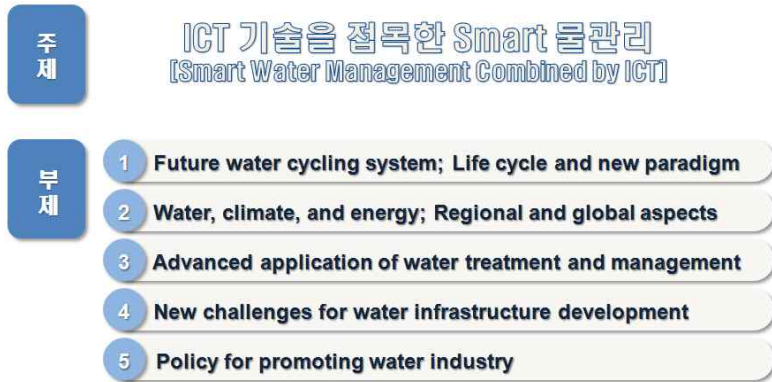 주제
ICT 기술을 접목한 Smart 물관리
[Smart Water Management Combined by ICT]
부제
1 Future water cycling system; Life cycle and new paradigm
2 Water, climate, and energy; Regional and global aspects
3 Advanced application of water treatment and management
4 New challenges for water infrastructure development
5 Policy for promoting water industry